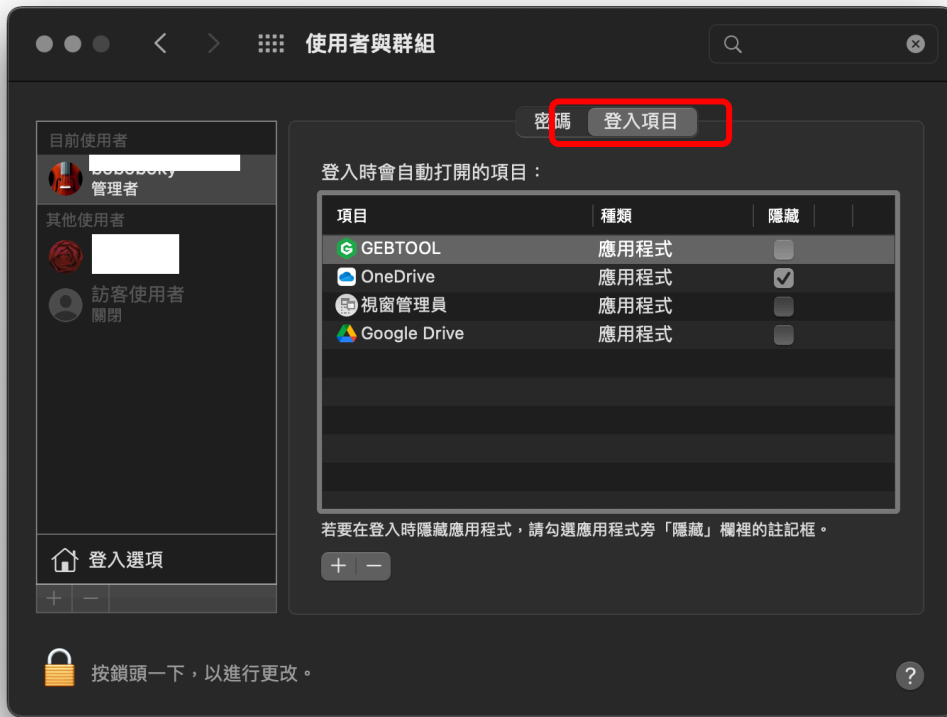 使用者與群組
密碼
登入項目
目前使用者
管理者
其他使用者
訪客使用者
關閉
登入選項
登入時會自動打開的項目：
項目 種類 隱藏
GEBTOOL 應用程式
OneDrive 應用程式
視窗管理員 應用程式
Google Drive 應用程式
若要在登入時隱藏應用程式，請勾選應用程式旁「隱藏」欄裡的註記框。
按鎖頭一下，以進行更改。